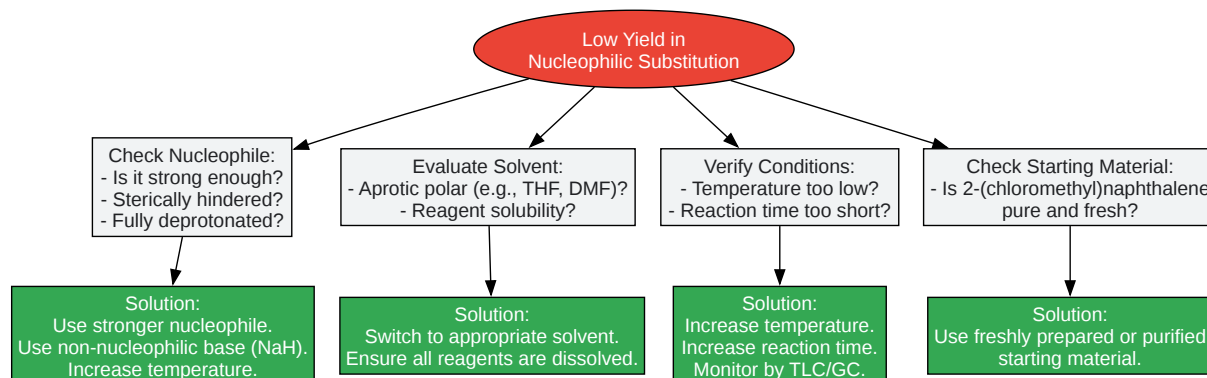 Low Yield in
Nucleophilic Substitution
Check Nucleophile:
- Is it strong enough?
- Sterically hindered?
- Fully deprotonated?
Evaluate Solvent:
- Aprotic polar (e.g., THF, DMF)?
- Reagent solubility?
Verify Conditions:
- Temperature too low?
- Reaction time too short?
Check Starting Material:
- Is 2-(chloromethyl)naphthalene
pure and fresh?
Solution:
Use stronger nucleophile.
Use non-nucleophilic base (NaH).
Increase temperature.
Solution:
Switch to appropriate solvent.
Ensure all reagents are dissolved.
Solution:
Increase temperature.
Increase reaction time.
Monitor by TLC/GC.
Solution:
Use freshly prepared or purified
starting material.